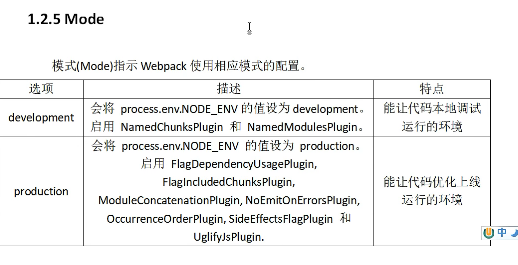 1.2.5 Mode
模式(Mode)指示 Webpack 使用相应模式的配置。
选项 描述 特点
development 会将 process.env.NODE_ENV 的值设为 development。
启用 NamedChunksPlugin 和 NamedModulesPlugin。
能让代码本地调试
运行的环境
production 会将 process.env.NODE_ENV 的值设为 production。
启用 FlagDependencyUsagePlugin,
FlagIncludedChunksPlugin,
ModuleConcatenationPlugin, NoEmitOnErrorsPlugin,
OccurrenceOrderPlugin, SideEffectsFlagPlugin 和
UglifyJsPlugin.
能让代码优化上线
运行的环境
中